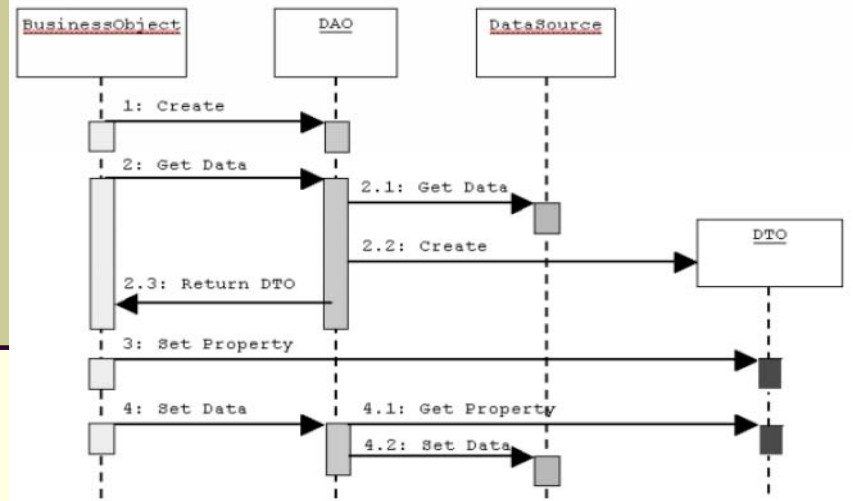 BusinessObject
DAO
DataSource
1: Create
2: Get Data
2.1: Get Data
2.2: Create
DTO
2.3: Return DTO
3: Set Property
4: Set Data
4.1: Get Property
4.2: Set Data